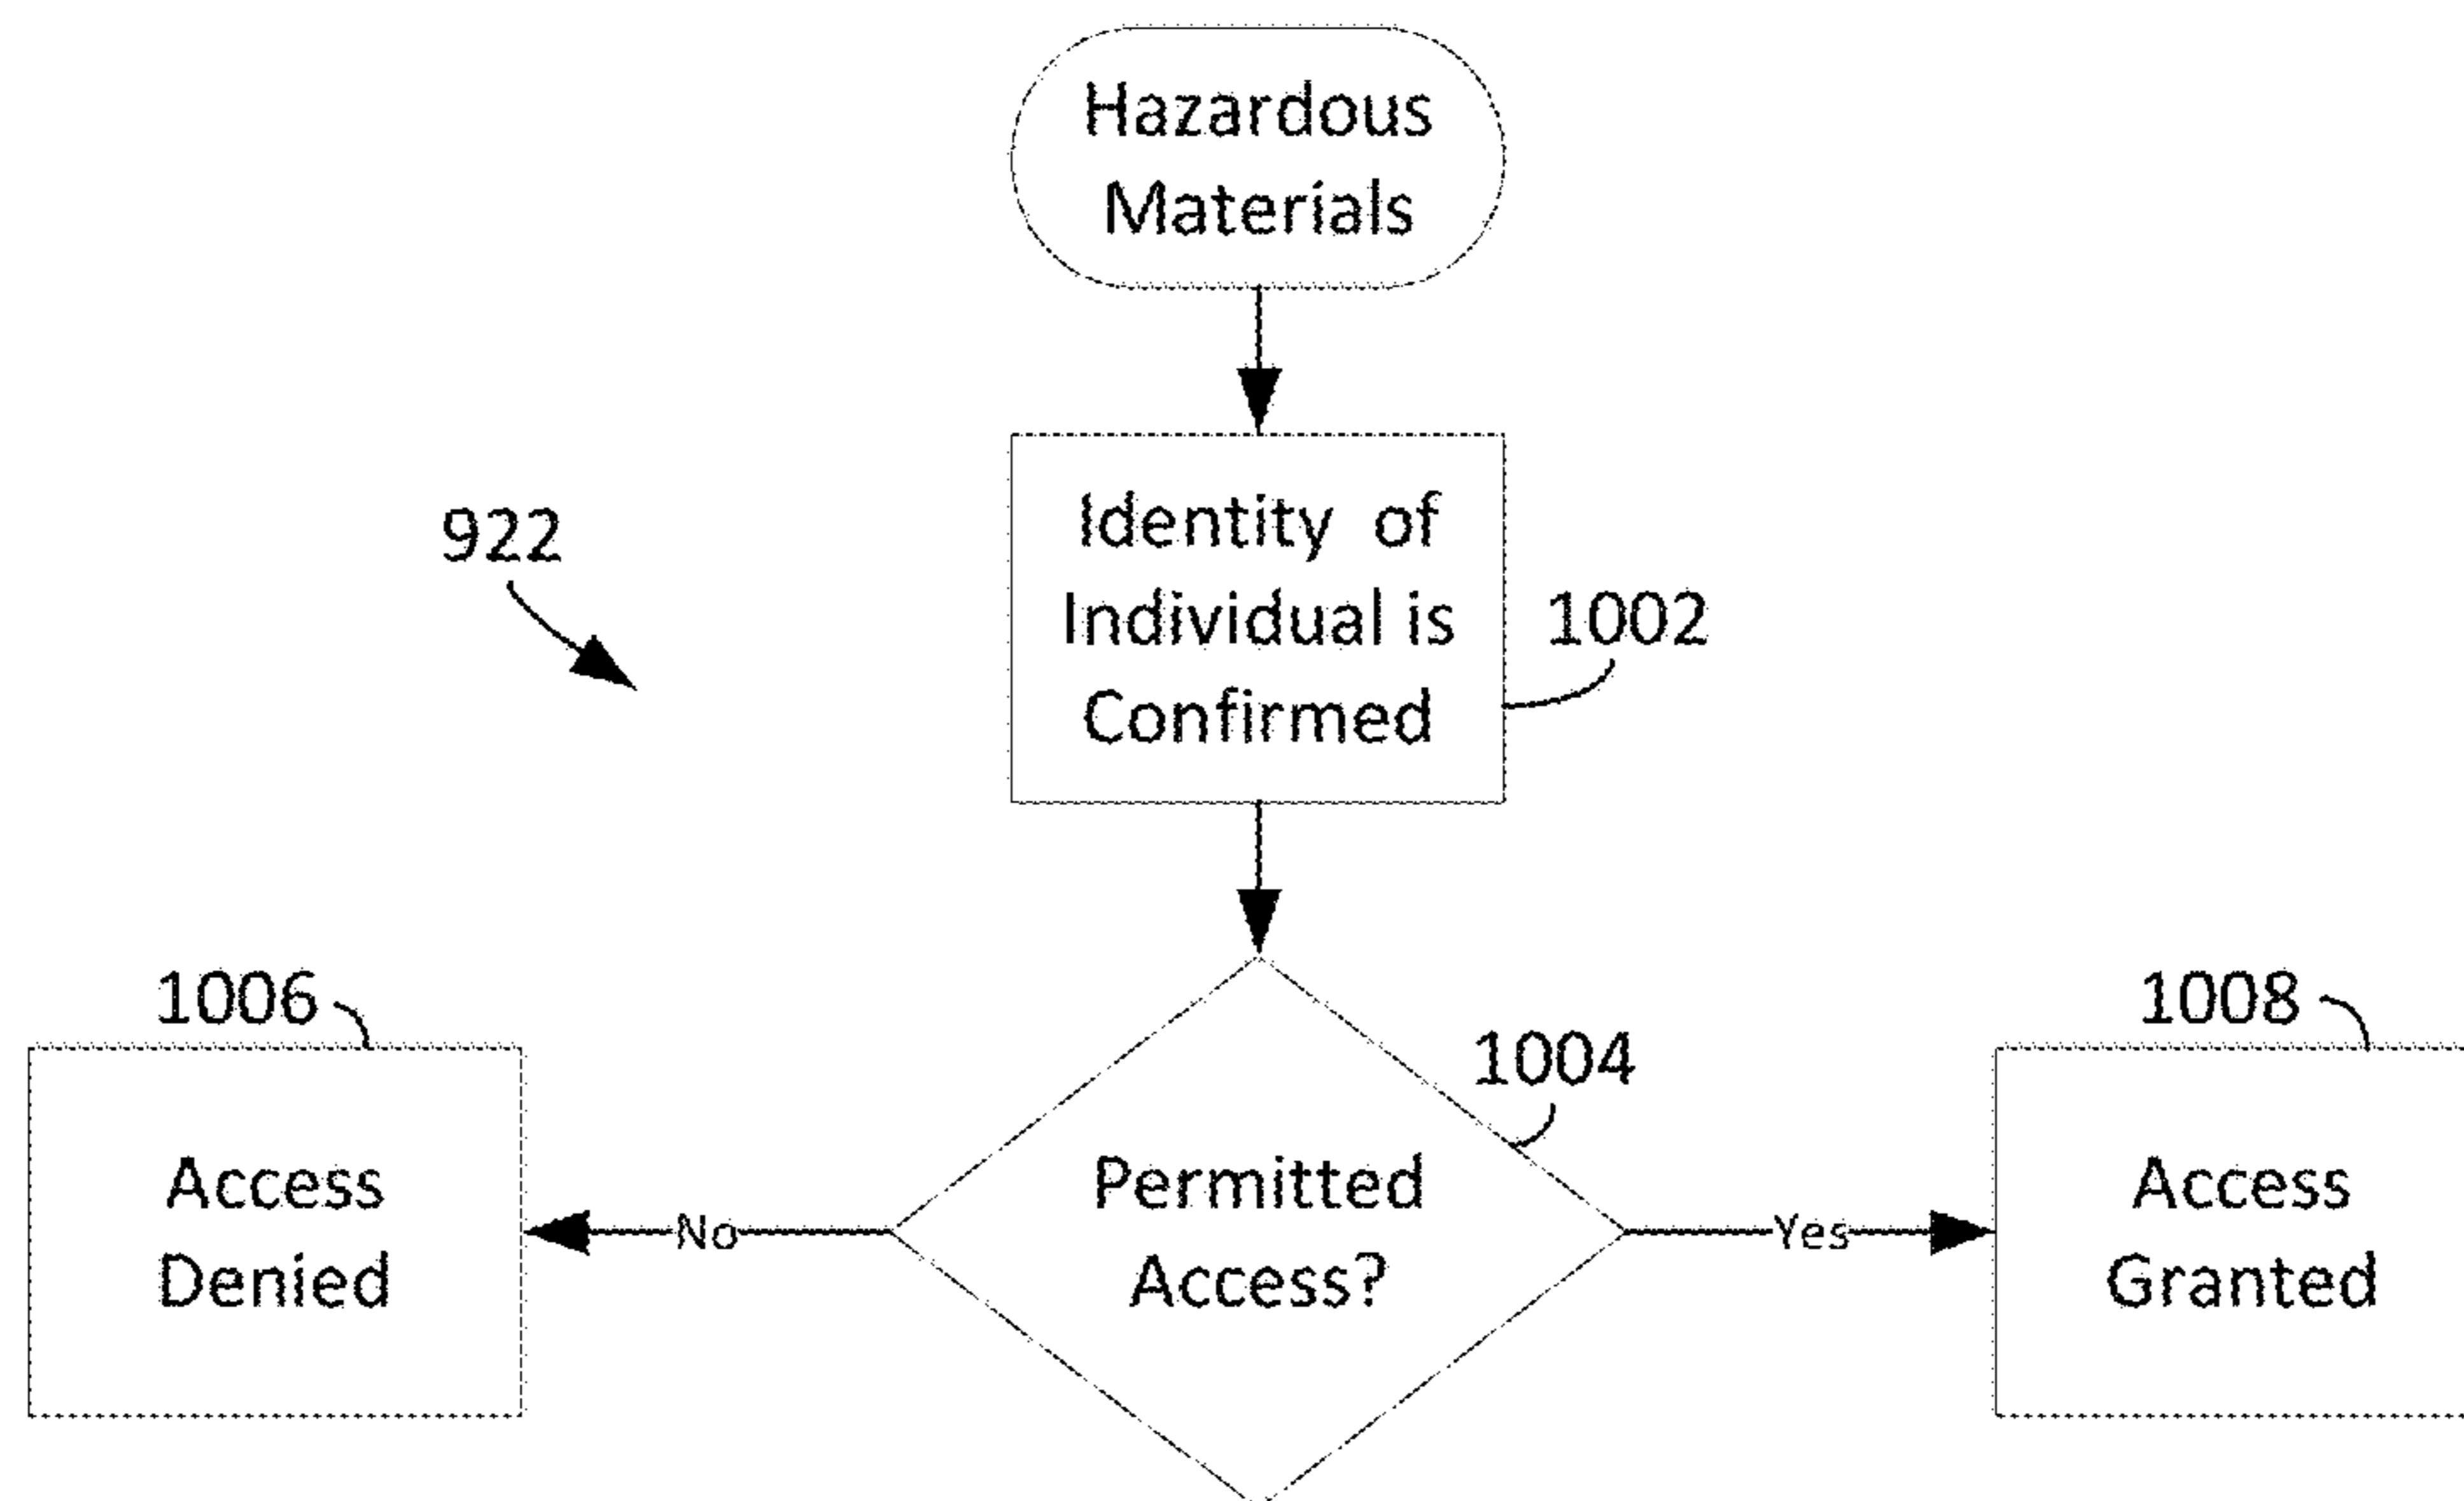 Hazardous
Materials
922
Identity of
Individual is
Confirmed
1002
1006
1004
1008
Access
Denied
No
Permitted
Access?
Yes
Access
Granted